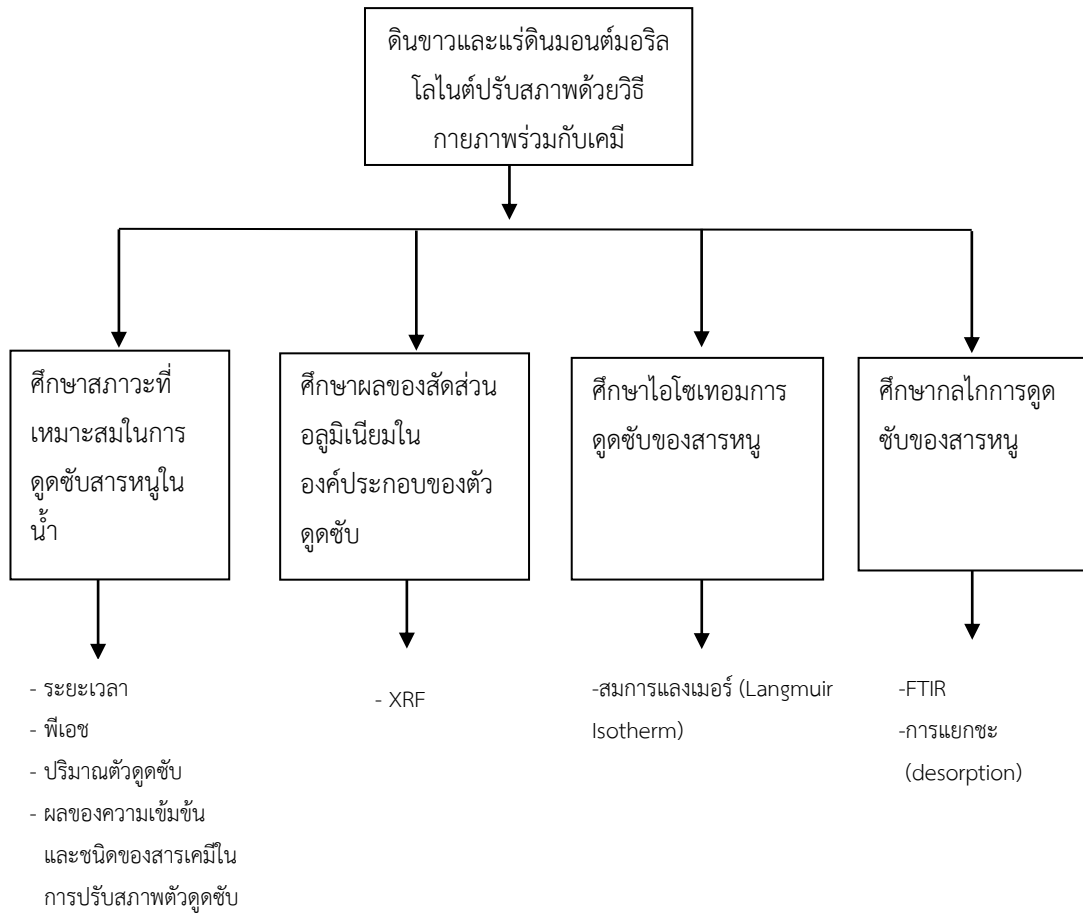 ดินขาวและแร่ดินมอนต์มอริล
โลไนต์ปรับสภาพด้วยวิธี
กายภาพร่วมกับเคมี
ศึกษาสภาวะที่
เหมาะสมในการ
ดูดซับสารหนูใน
น้ำ
ศึกษาผลของสัดส่วน
อลูมิเนียมใน
องค์ประกอบของตัว
ดูดซับ
ศึกษาไอโซเทอมการ
ดูดซับของสารหนู
ศึกษากลไกการดูด
ซับของสารหนู
- ระยะเวลา
- พีเอช
- ปริมาณตัวดูดซับ
- ผลของความเข้มข้น
และชนิดของสารเคมีใน
การปรับสภาพตัวดูดซับ
- XRF
-สมการแลงเมอร์ (Langmuir
Isotherm)
-FTIR
-การแยกชะ
(desorption)